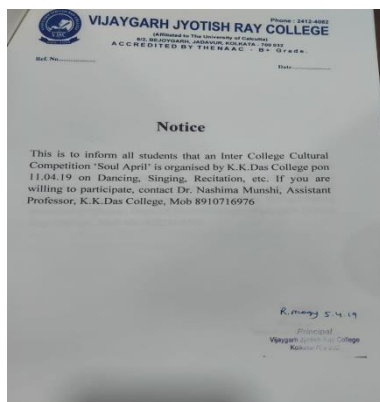 Phone : 2412-4082
VIJAYGARH JYOTISH RAY COLLEGE
(Affiliated to The University of Calcutta)
8/2, BEJOYGARH, JADAVUR, KOLKATA - 700 032
ACCREDITED BY THENAAC - B+ Grade.
Ref. No.
Date
Notice
This is to inform all students that an Inter College Cultural
Competition 'Soul April' is organised by K.K.Das College pon
11.04.19 on Dancing, Singing, Recitation, etc. If you are
willing to participate, contact Dr. Nashima Munshi, Assistant
Professor, K.K.Das College, Mob 8910716976
5.4.19
Principal
Vijaygarh Jyotish Ray College